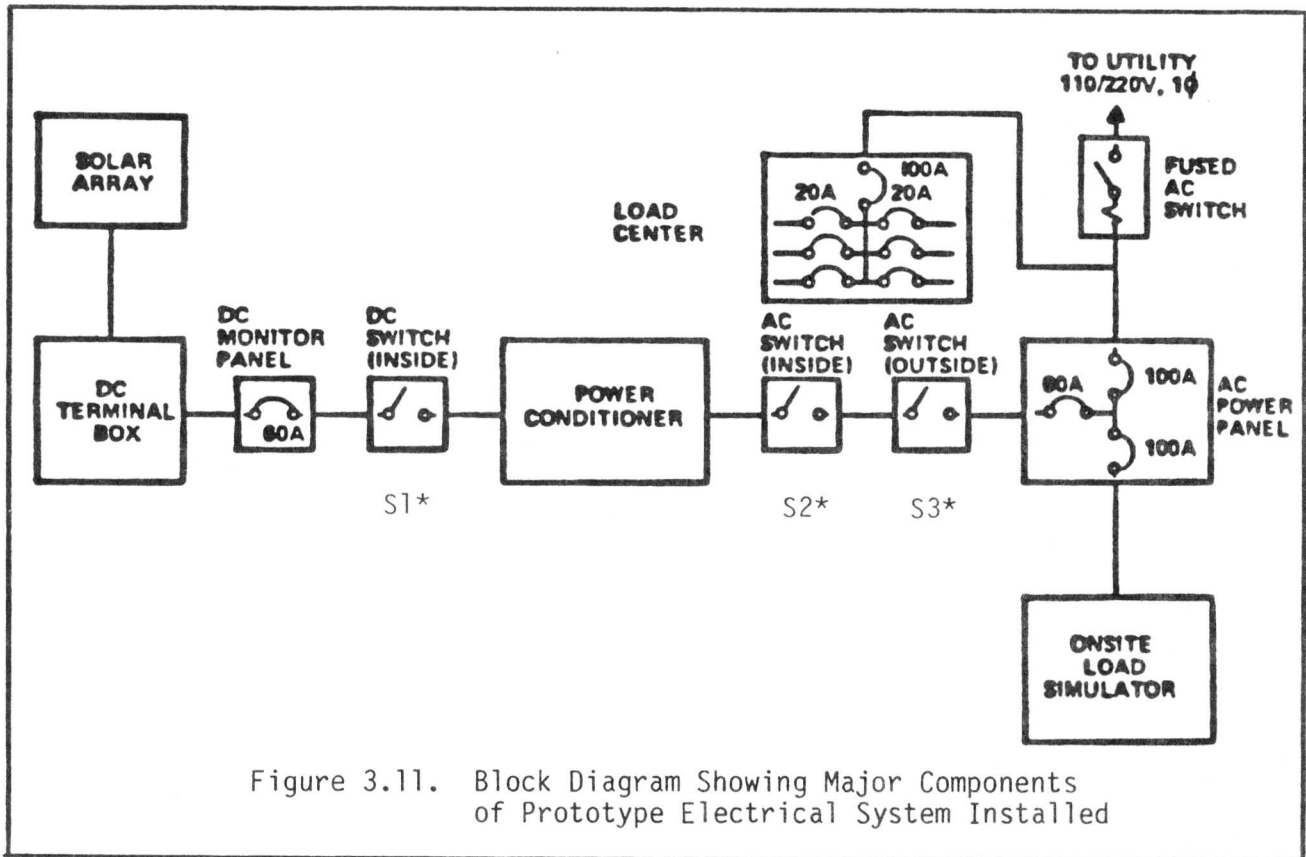 TO UTILITY
110/220V, 1ϕ
SOLAR
ARRAY
100A
20A 20A
LOAD
CENTER
FUSED
AC
SWITCH
DC
MONITOR
PANEL
DC
SWITCH
(INSIDE)
AC
SWITCH
(INSIDE)
AC
SWITCH
(OUTSIDE)
DC
TERMINAL
BOX
60A
POWER
CONDITIONER
60A
100A
100A
AC
POWER
PANEL
S1*
S2*
S3*
ONSITE
LOAD
SIMULATOR
Figure 3.11. Block Diagram Showing Major Components
of Prototype Electrical System Installed